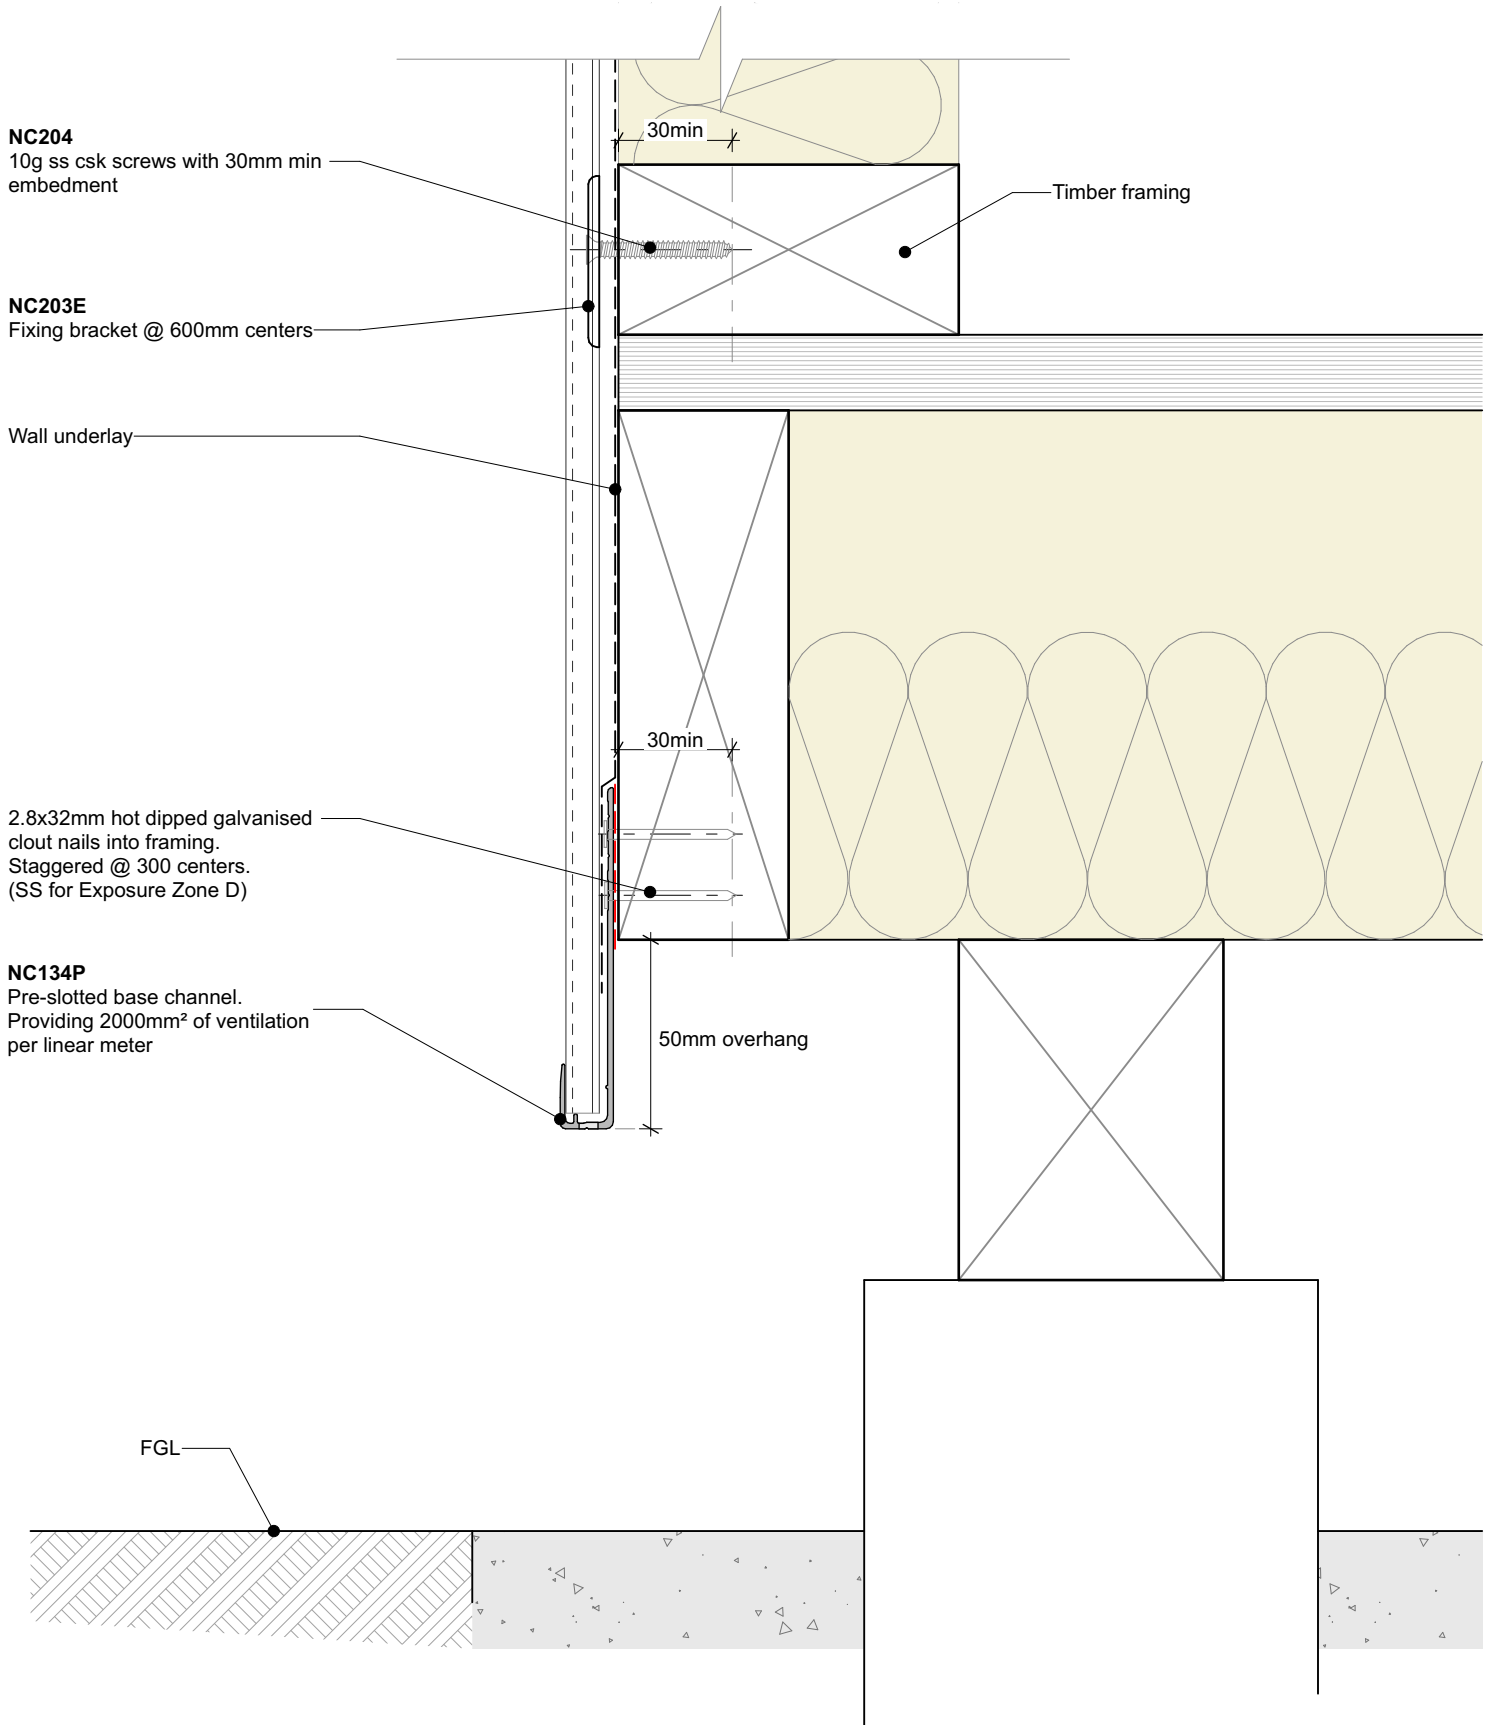 NC204
10g ss csk screws with 30mm min
embedment
30min
Timber framing
NC203E
Fixing bracket @ 600mm centers
Wall underlay
30min
2.8x32mm hot dipped galvanised
clout nails into framing.
Staggered @ 300 centers.
(SS for Exposure Zone D)
NC134P
Pre-slotted base channel.
Providing 2000mm² of ventilation
per linear meter
50mm overhang
FGL